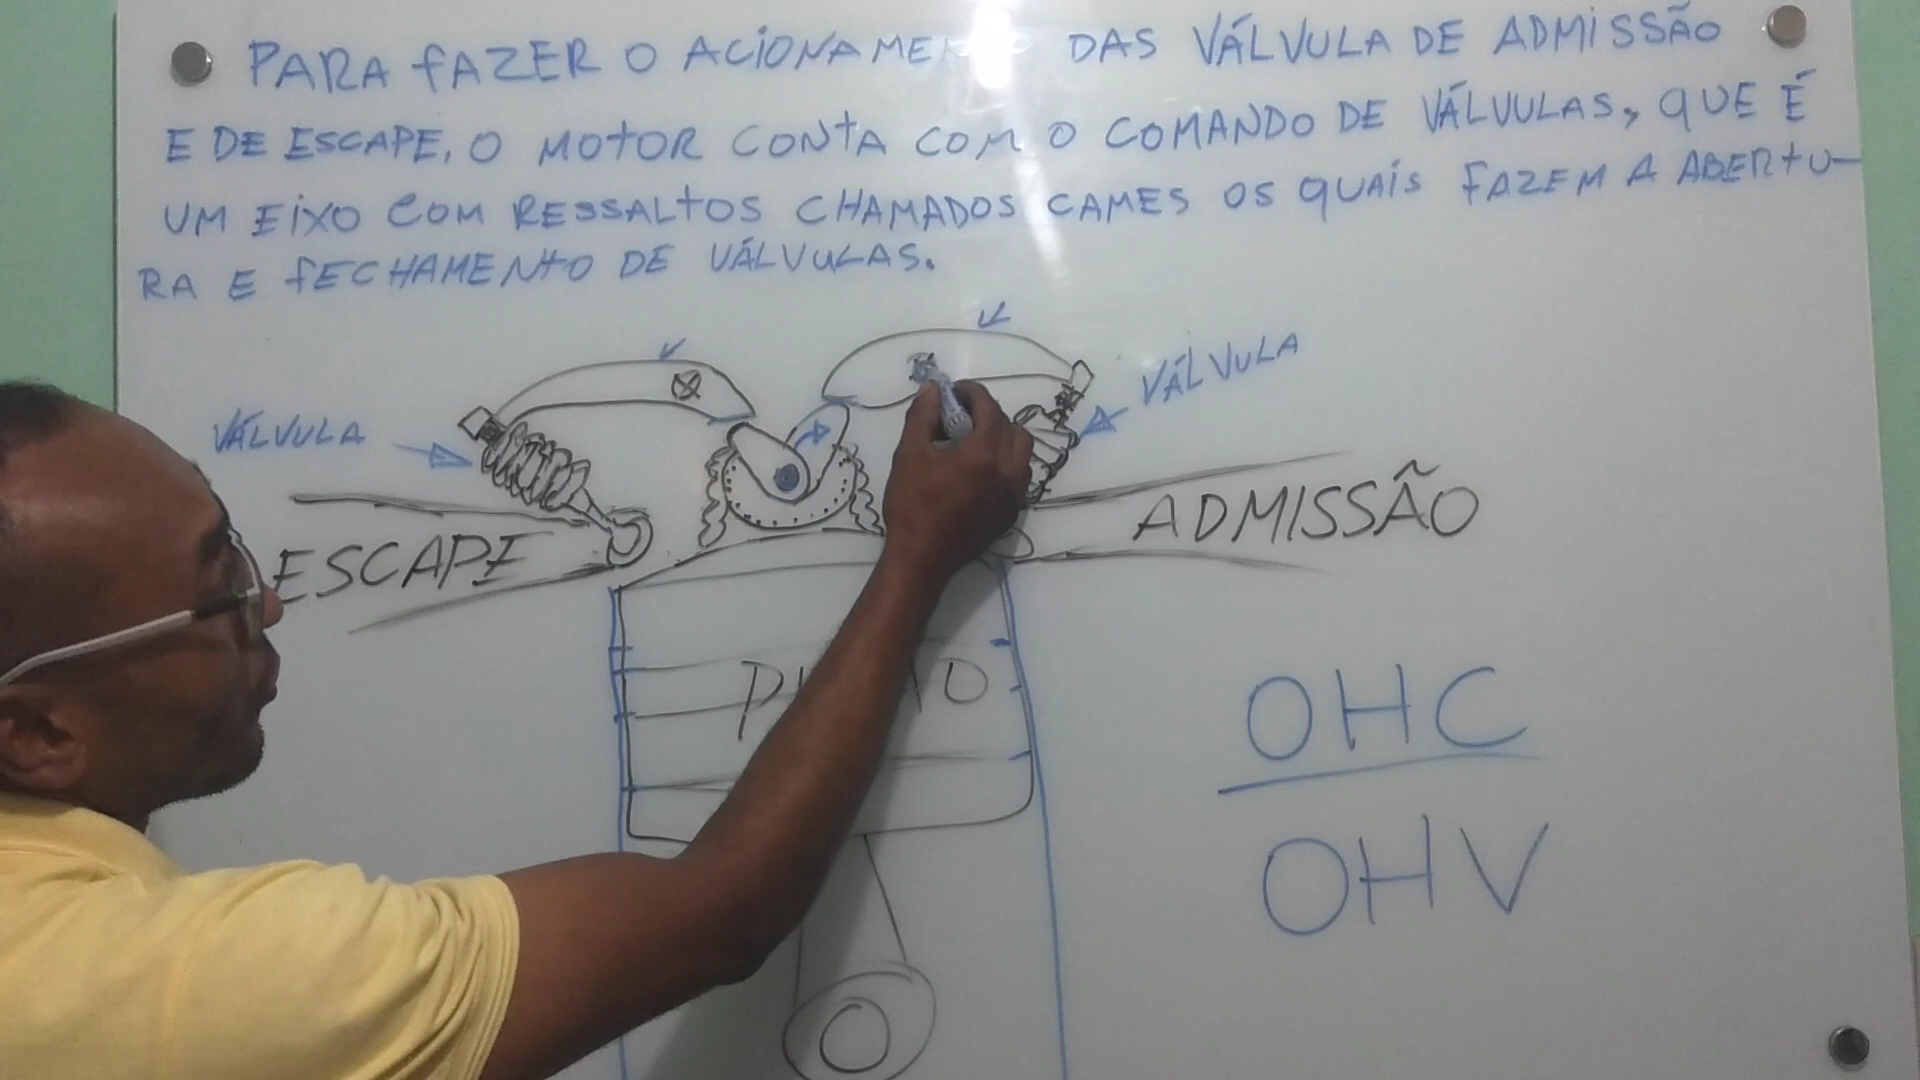 PARA FAZER O ACIONAME DAS VÁLVULA DE ADMISSÃO
E DE ESCAPE, O MOTOR CONTA COM O COMANDO DE VÁLVULAS, QUE É
UM EIXO COM RESSALTOS CHAMADOS CAMES OS QUAIS FAZEM A ABERTU-
RA E FECHAMENTO DE VÁLVULAS.
VÁLVULA
VÁLVULA
ESCAPE
ADMISSÃO
OHC
OHV